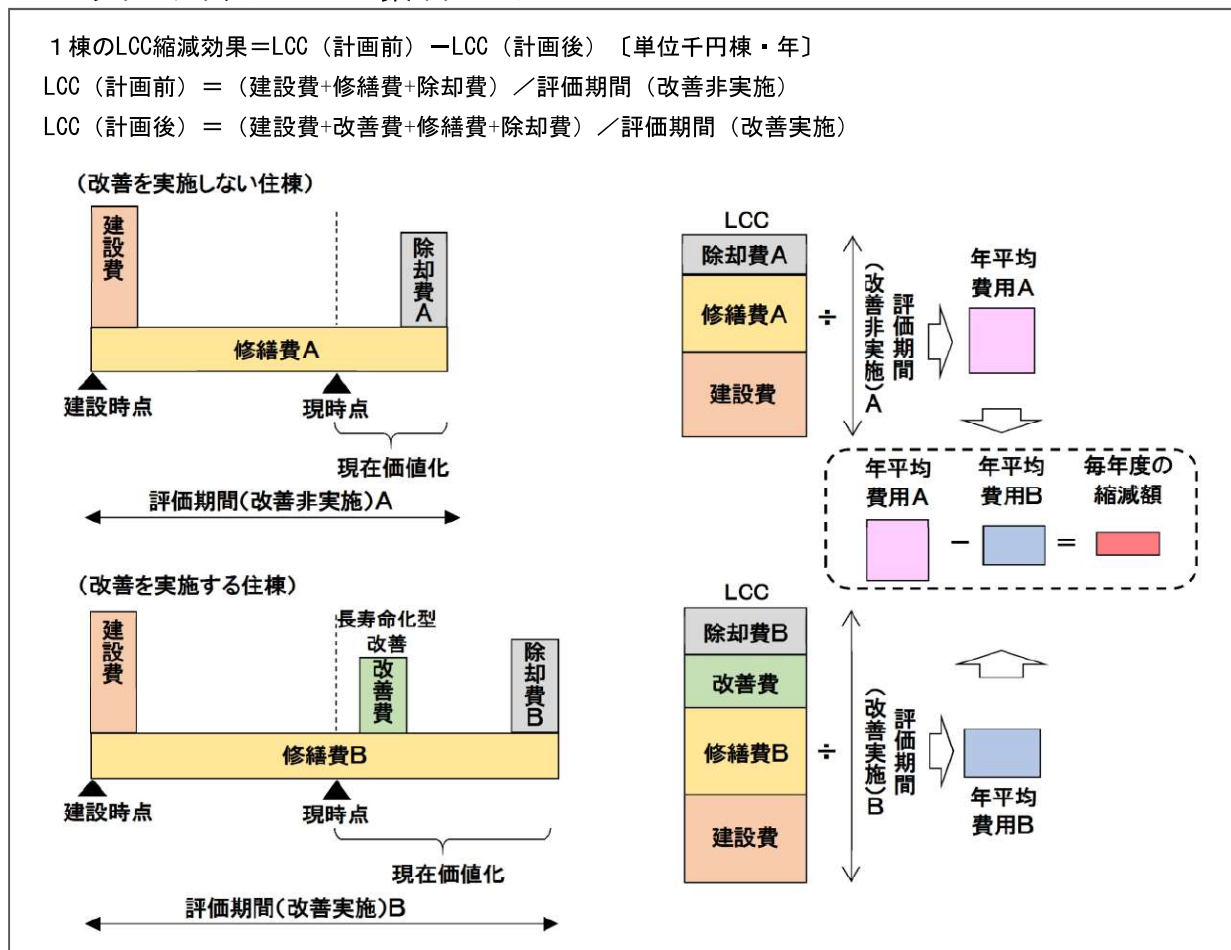 1棟のLCC縮減効果=LCC(計画前)-LCC(計画後)〔単位千円棟・年〕
LCC(計画前)=(建設費+修繕費+除却費)/評価期間(改善非実施)
LCC(計画後)=(建設費+改善費+修繕費+除却費)/評価期間(改善実施)
(改善を実施しない住棟)
建設費
除却費A
修繕費A
建設時点
現時点
現在価値化
評価期間(改善非実施)A
LCC
除却費A
修繕費A
建設費
÷
評価期間
(改善非実施)A
年平均
費用A
年平均
費用A
-
年平均
費用B
=
毎年度の
縮減額
(改善を実施する住棟)
建設費
長寿命化型
改善
改善費
除却費B
修繕費B
建設時点
現時点
現在価値化
評価期間(改善実施)B
LCC
除却費B
改善費
修繕費B
建設費
÷
評価期間
(改善実施)B
年平均
費用B